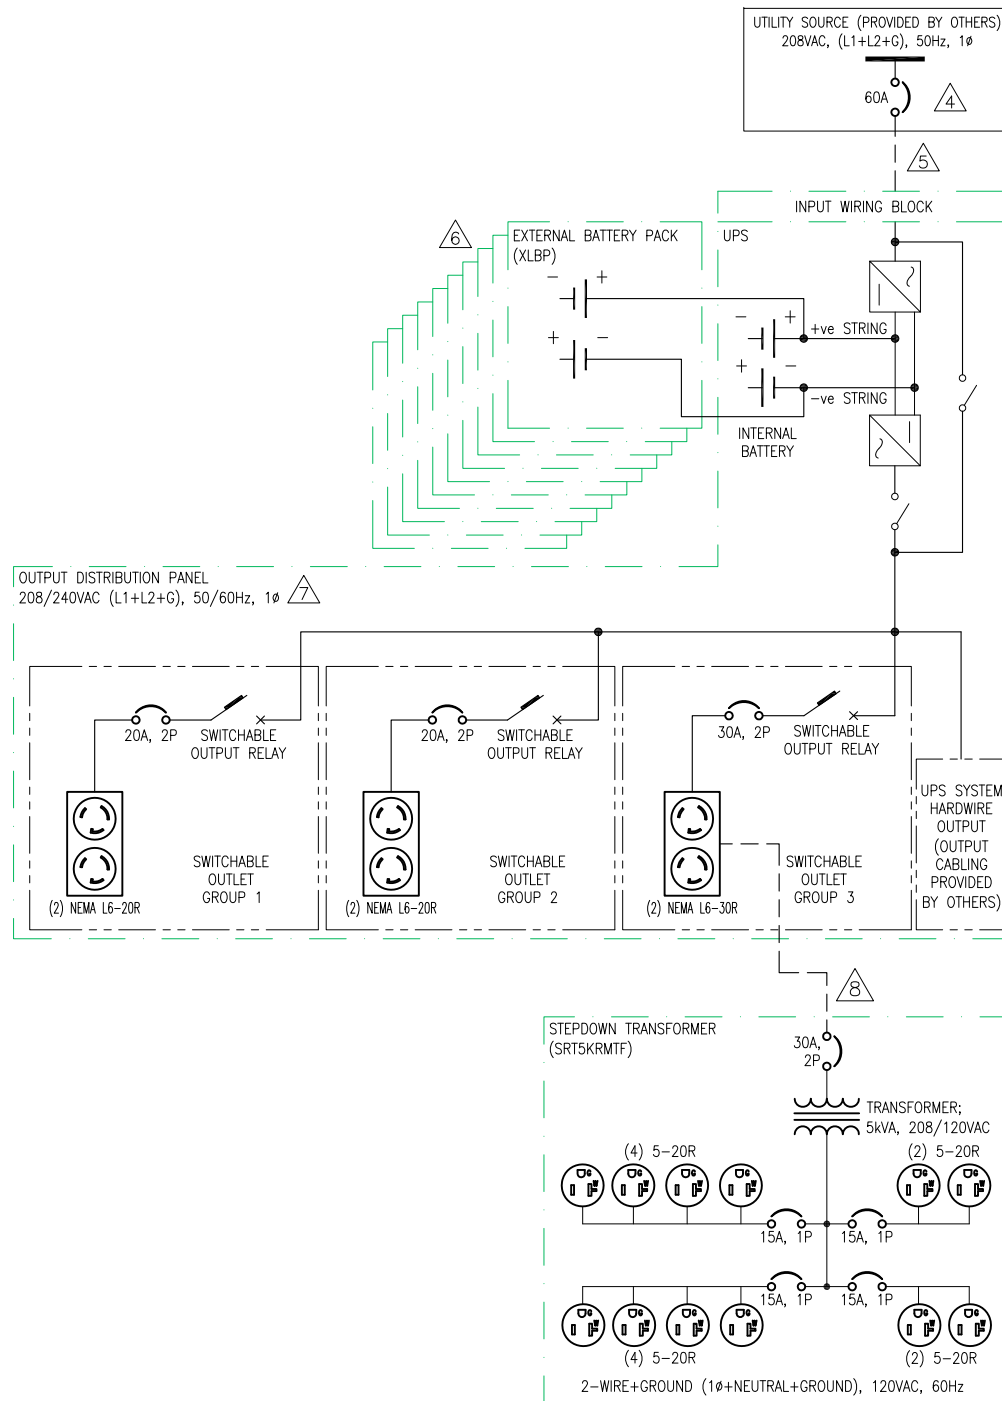 UTILITY SOURCE (PROVIDED BY OTHERS)
208VAC, (L1+L2+G), 50Hz, 1ø
60A
4
5
INPUT WIRING BLOCK
6
EXTERNAL BATTERY PACK
(XLBP)
UPS
- +
+ -
- +
+ve STRING
+ -
-ve STRING
INTERNAL
BATTERY
OUTPUT DISTRIBUTION PANEL
208/240VAC (L1+L2+G), 50/60Hz, 1ø
7
20A, 2P
SWITCHABLE
OUTPUT RELAY
20A, 2P
SWITCHABLE
OUTPUT RELAY
30A, 2P
SWITCHABLE
OUTPUT RELAY
SWITCHABLE
OUTLET
GROUP 1
(2) NEMA L6-20R
SWITCHABLE
OUTLET
GROUP 2
(2) NEMA L6-20R
SWITCHABLE
OUTLET
GROUP 3
(2) NEMA L6-30R
UPS SYSTEM
HARDWIRE
OUTPUT
(OUTPUT
CABLING
PROVIDED
BY OTHERS)
8
STEPDOWN TRANSFORMER
(SRT5KRMTF)
30A,
2P
TRANSFORMER;
5kVA, 208/120VAC
(4) 5-20R
(2) 5-20R
G W G W G W G W G W G W
15A, 1P
15A, 1P
15A, 1P
15A, 1P
G W G W G W G W G W G W
(4) 5-20R
(2) 5-20R
2-WIRE+GROUND (1ø+NEUTRAL+GROUND), 120VAC, 60Hz